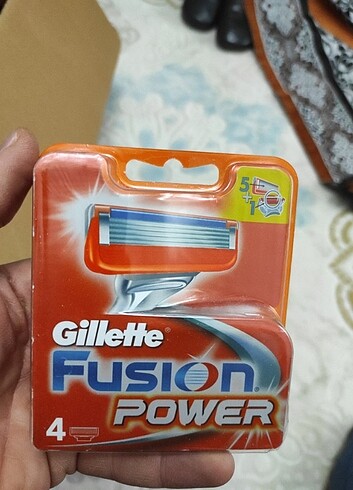 5
+1
Gillette
FUSION®
POWER
4